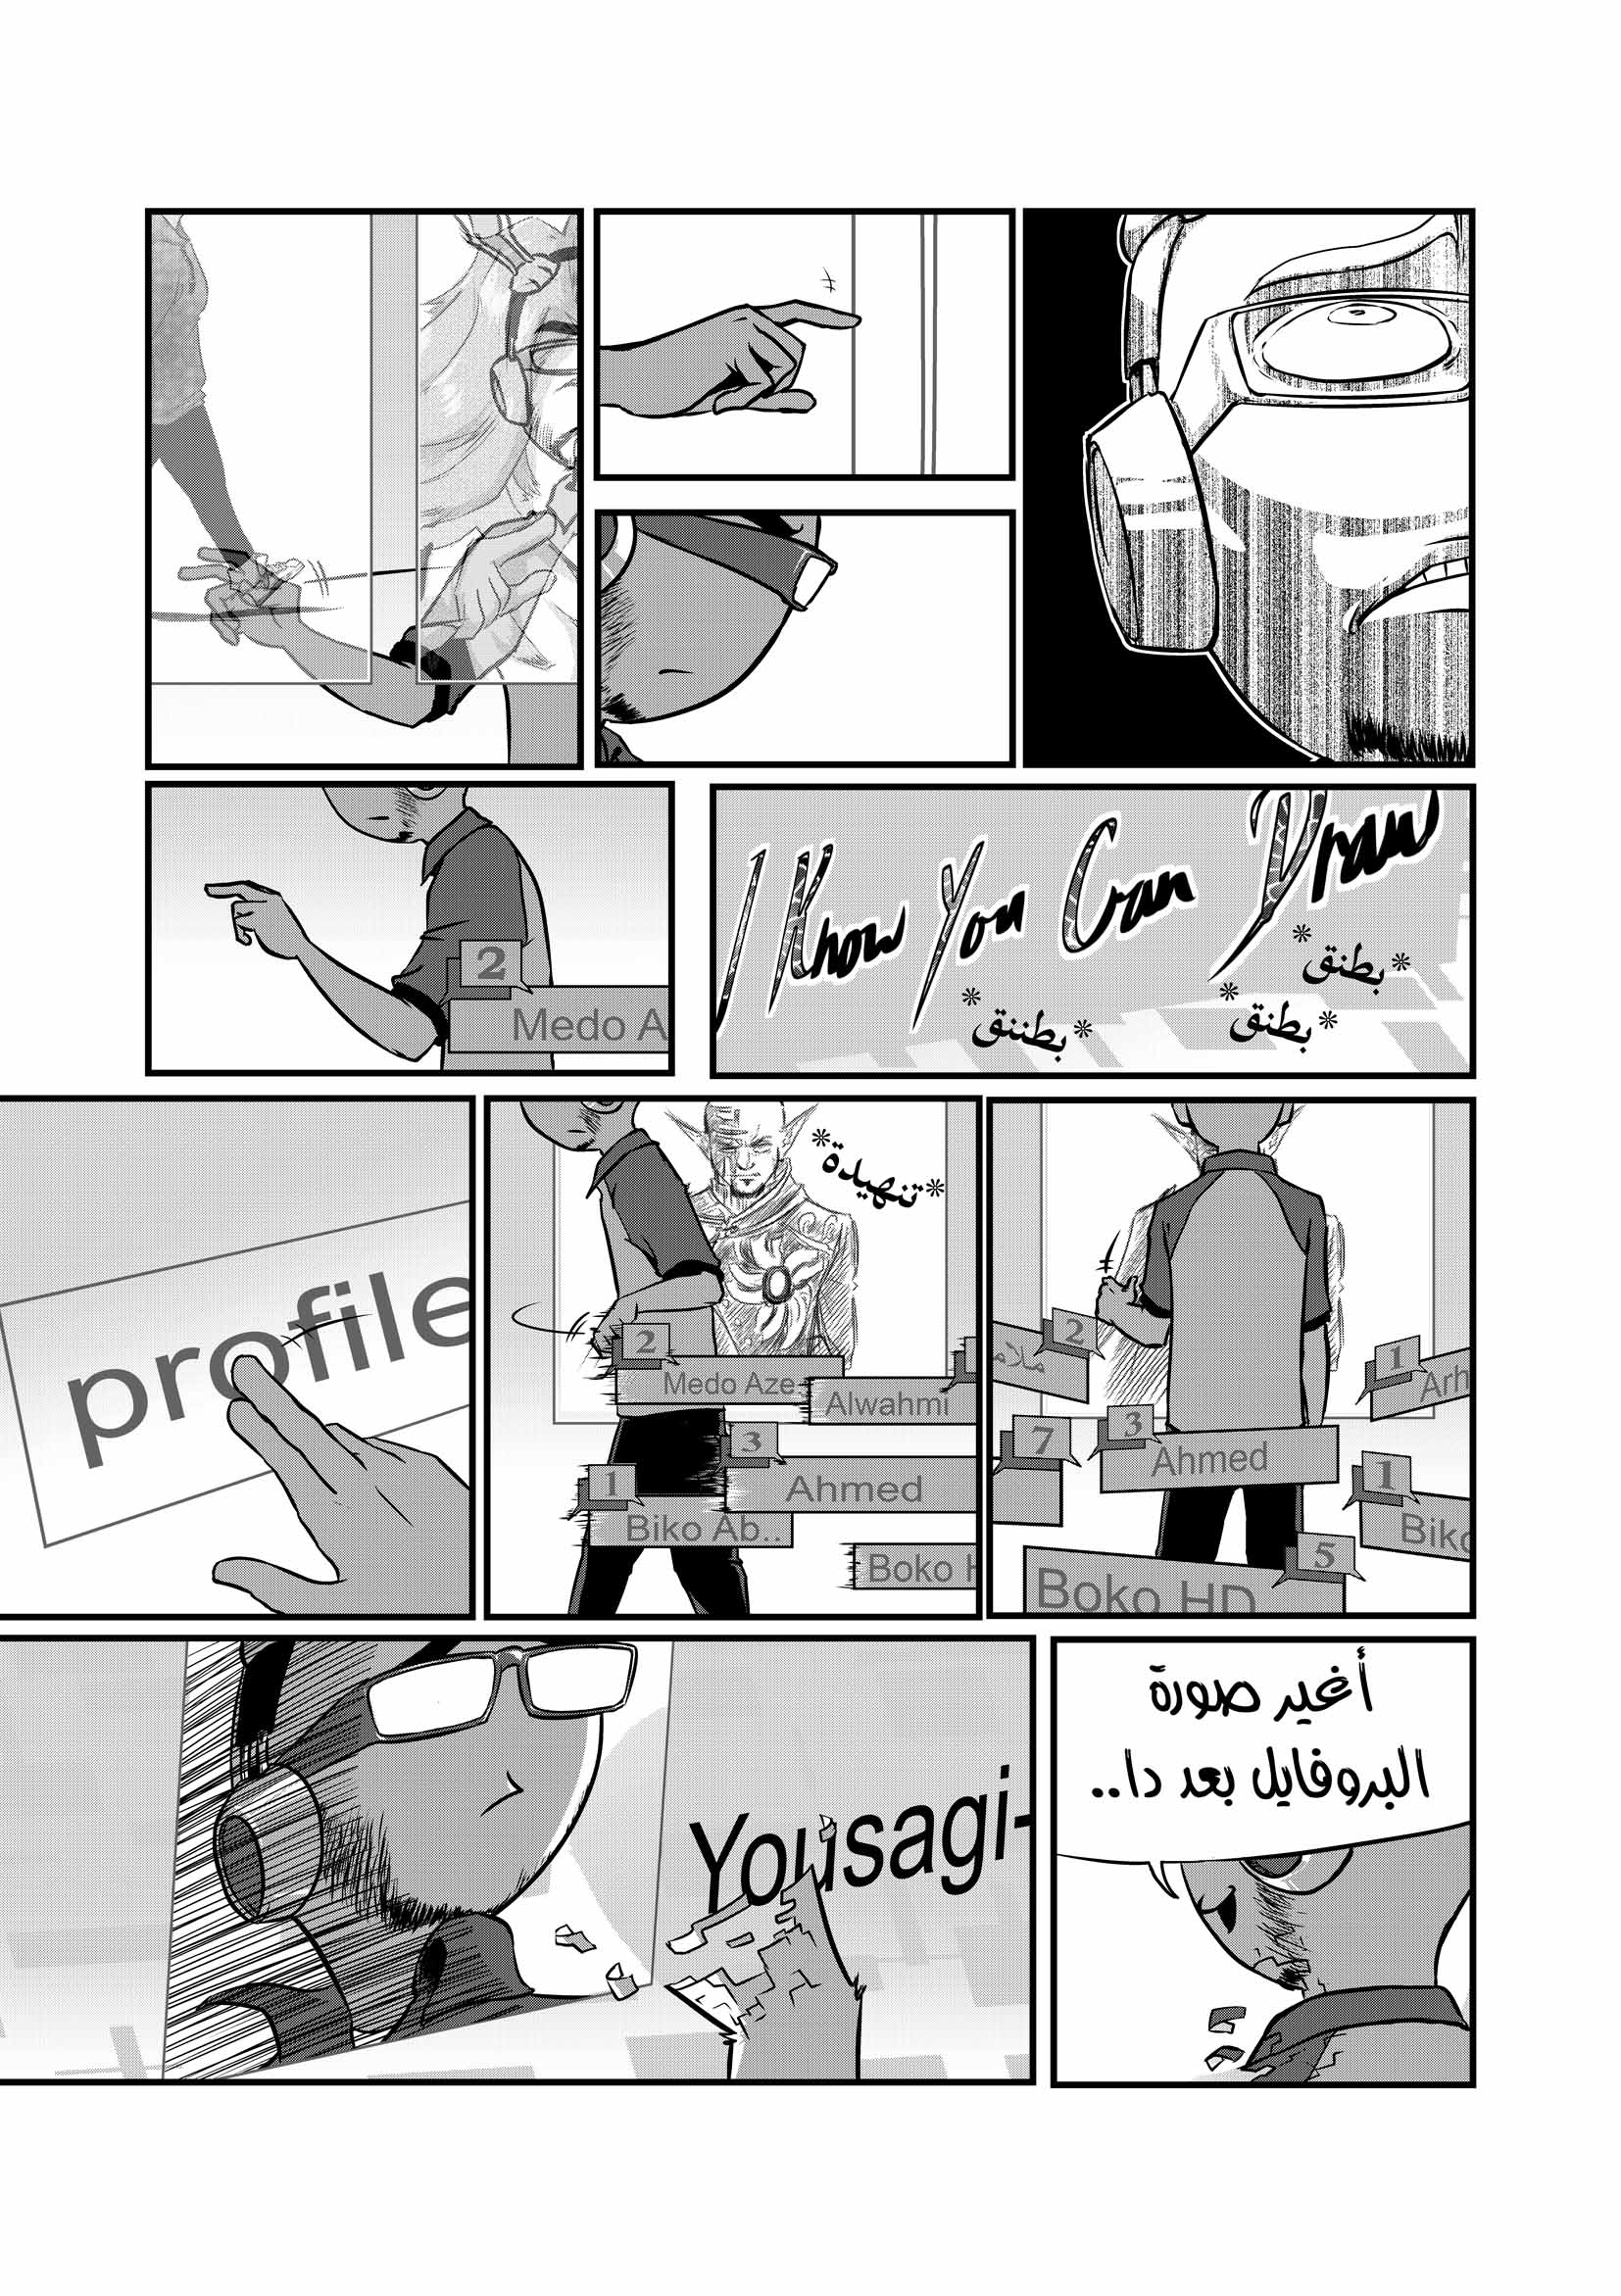 I Know You Can Draw
*بطنق*
*بطنق*
*بطننق*
2
Medo A
2
ملام
1
Arh
7
3
Ahmed
1
Biko
5
Boko HD
*تنهيدة*
2
Medo Aze..
Alwahmi
3
Ahmed
1
Biko Ab..
Boko H
profile
أغير صورة
البروفايل بعد دا..
Yousagi-